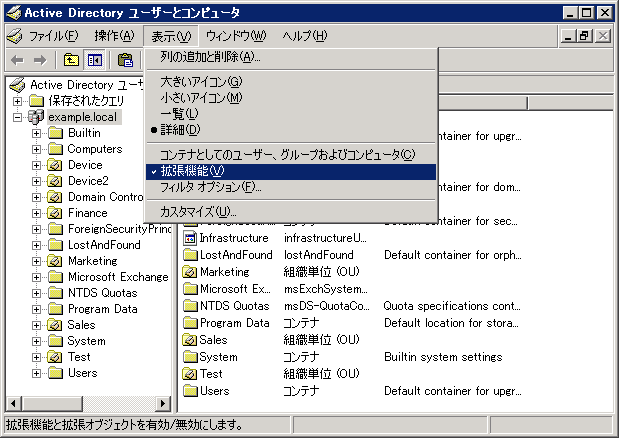 Active Directory ユーザーとコンピュータ
ファイル(F) 操作(A) 表示(V) ウィンドウ(W) ヘルプ(H)
列の追加と削除(A)...
大きいアイコン(G)
小さいアイコン(M)
一覧(L)
詳細(D)
コンテナとしてのユーザー、グループおよびコンピュータ(C)
拡張機能(V)
フィルタ オプション(F)...
カスタマイズ(U)...
Active Directory ユーザ
保存されたクエリ
example.local
Builtin
Computers
Device
Device2
Domain Contro
Finance
ForeignSecurityPrinc
LostAndFound
Marketing
Microsoft Exchange
NTDS Quotas
Program Data
Sales
System
Test
Users
ontainer for upgr...
ontainer for dom...
Default container for sec...
Infrastructure infrastructureU...
LostAndFound lostAndFound Default container for orph...
Marketing 組織単位 (OU)
Microsoft Ex... msExchSystem...
NTDS Quotas msDS-QuotaCo... Quota specifications cont...
Program Data コンテナ Default location for stora...
Sales 組織単位 (OU)
System コンテナ Builtin system settings
Test 組織単位 (OU)
Users コンテナ Default container for upgr...
拡張機能と拡張オブジェクトを有効/無効にします。